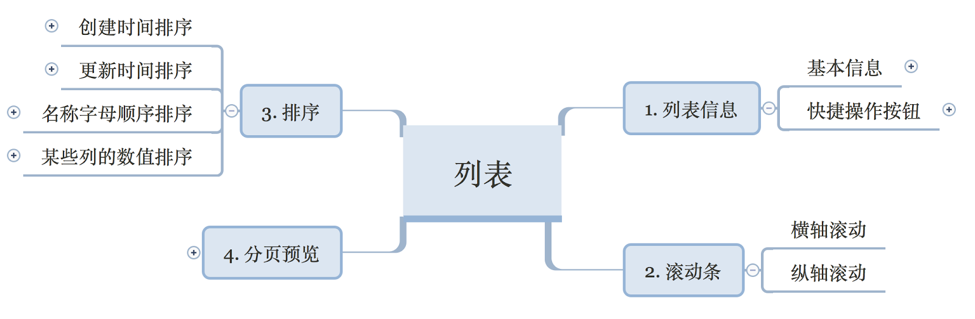 列表
1. 列表信息
基本信息
快捷操作按钮
2. 滚动条
横轴滚动
纵轴滚动
3. 排序
创建时间排序
更新时间排序
名称字母顺序排序
某些列的数值排序
4. 分页预览